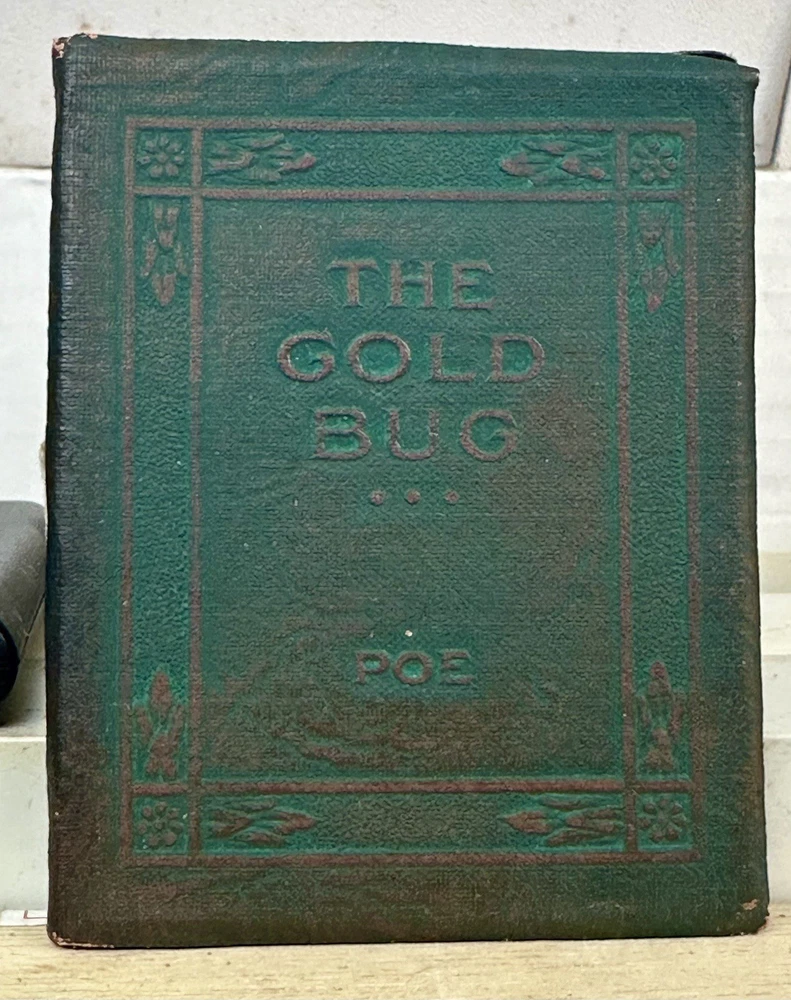 THE
GOLD
BUG
• • •
POE